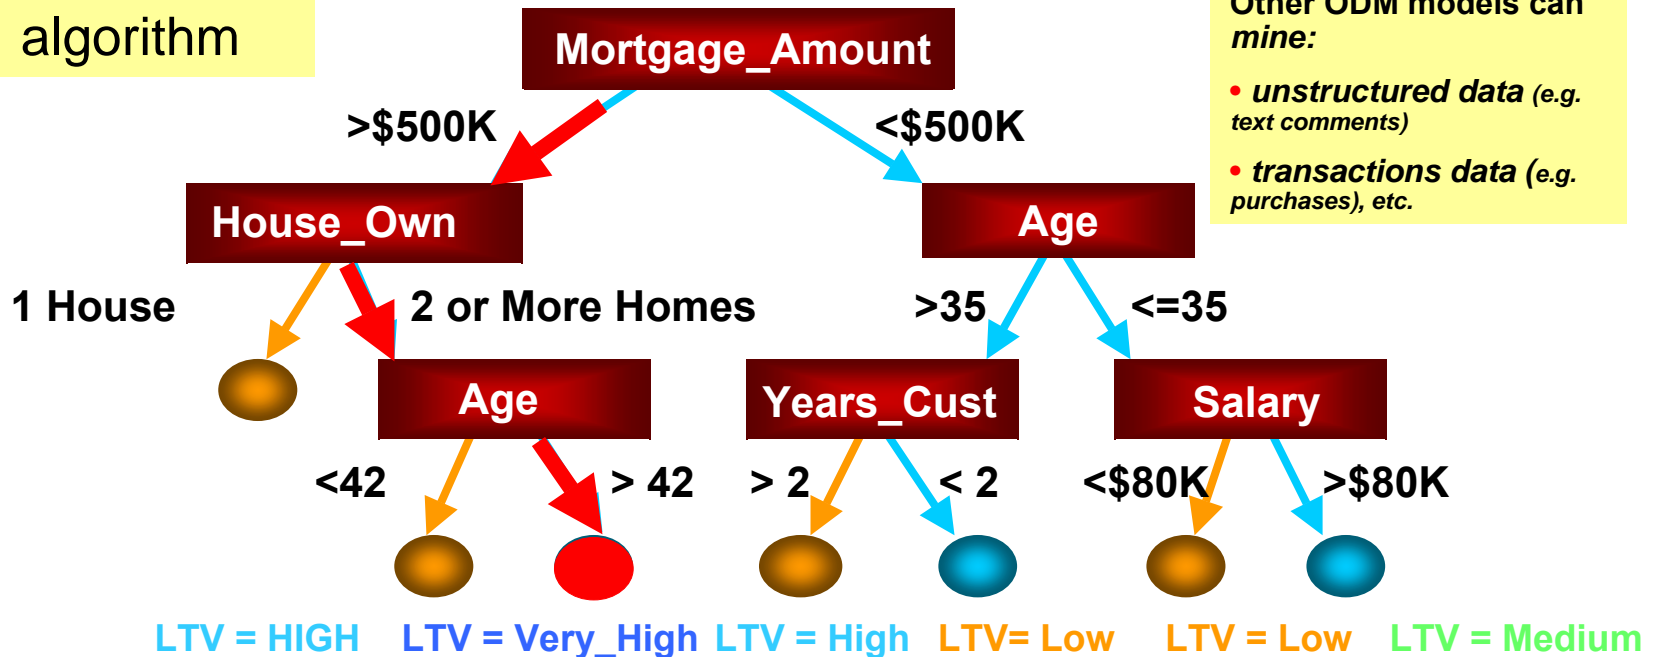 algorithm
Other ODM models can
mine:
• unstructured data (e.g.
text comments)
• transactions data (e.g.
purchases), etc.
Mortgage_Amount
>$500K
<$500K
House_Own
Age
1 House
2 or More Homes
>35
<=35
Age
Years_Cust
Salary
<42
> 42
> 2
< 2
<$80K
>$80K
LTV = HIGH
LTV = Very_High
LTV = High
LTV= Low
LTV = Low
LTV = Medium